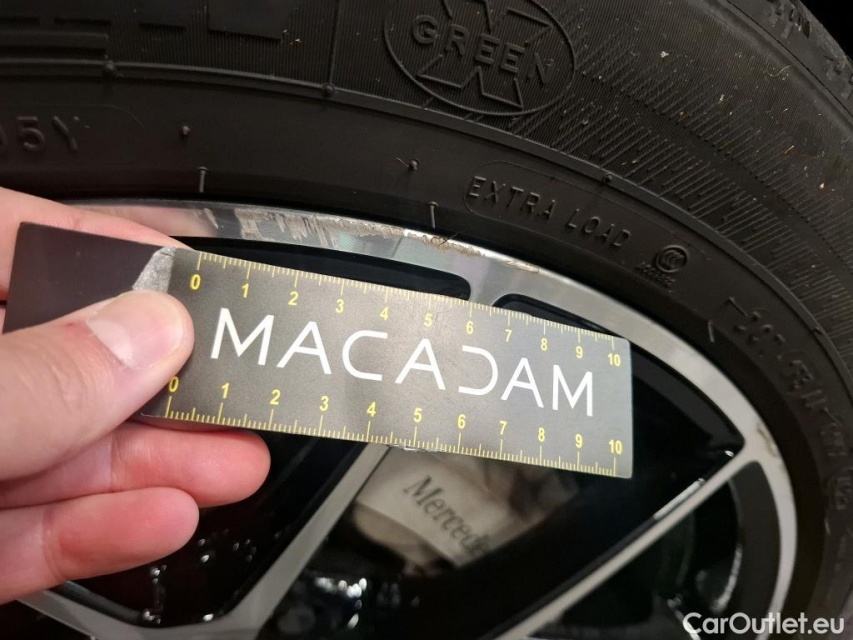 GREEN X
05Y
EXTRA LOAD
0 1 2 3 4 5 6 7 8 9 10
MACADAM
0 1 2 3 4 5 6 7 8 9 10
Mercede
CarOutlet.eu